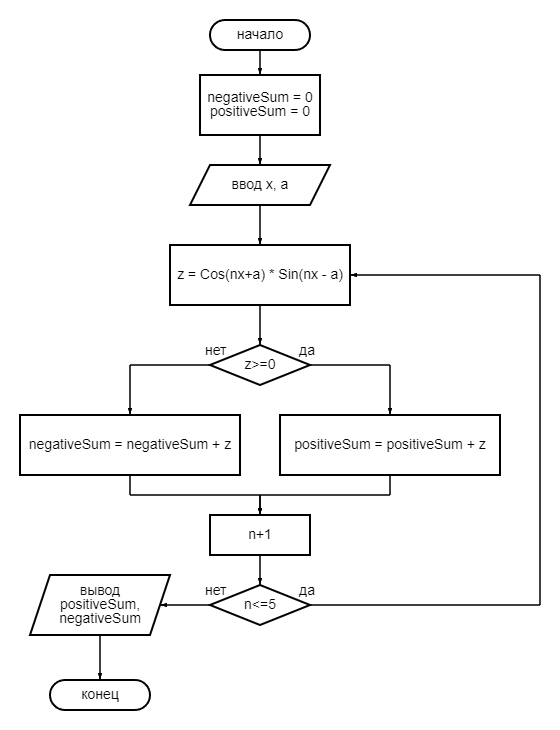 начало
negativeSum = 0
positiveSum = 0
ввод x, a
z = Cos(nx+a) * Sin(nx - a)
нет
да
z>=0
negativeSum = negativeSum + z
positiveSum = positiveSum + z
n+1
нет
да
n<=5
вывод
positiveSum,
negativeSum
конец